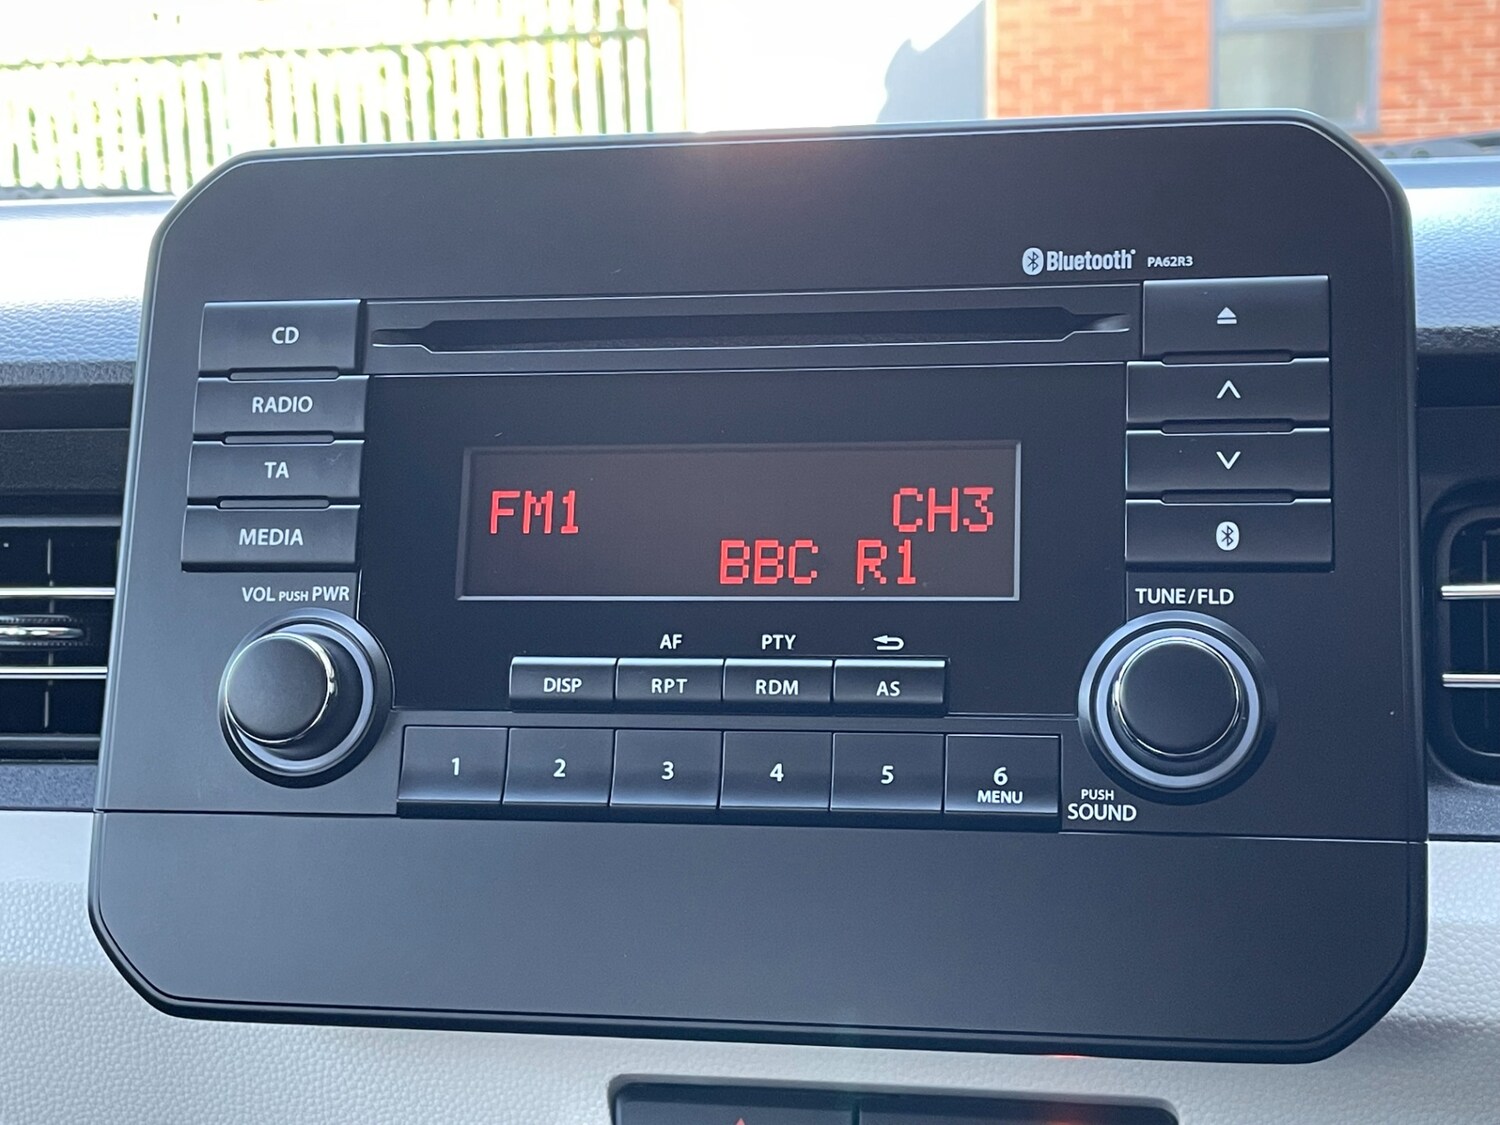 Bluetooth PA62R3
CD
RADIO
TA
MEDIA
FM1 CH3
BBC R1
VOL PUSH PWR
TUNE/FLD
AF PTY
DISP RPT RDM AS
1 2 3 4 5 6
MENU
PUSH
SOUND